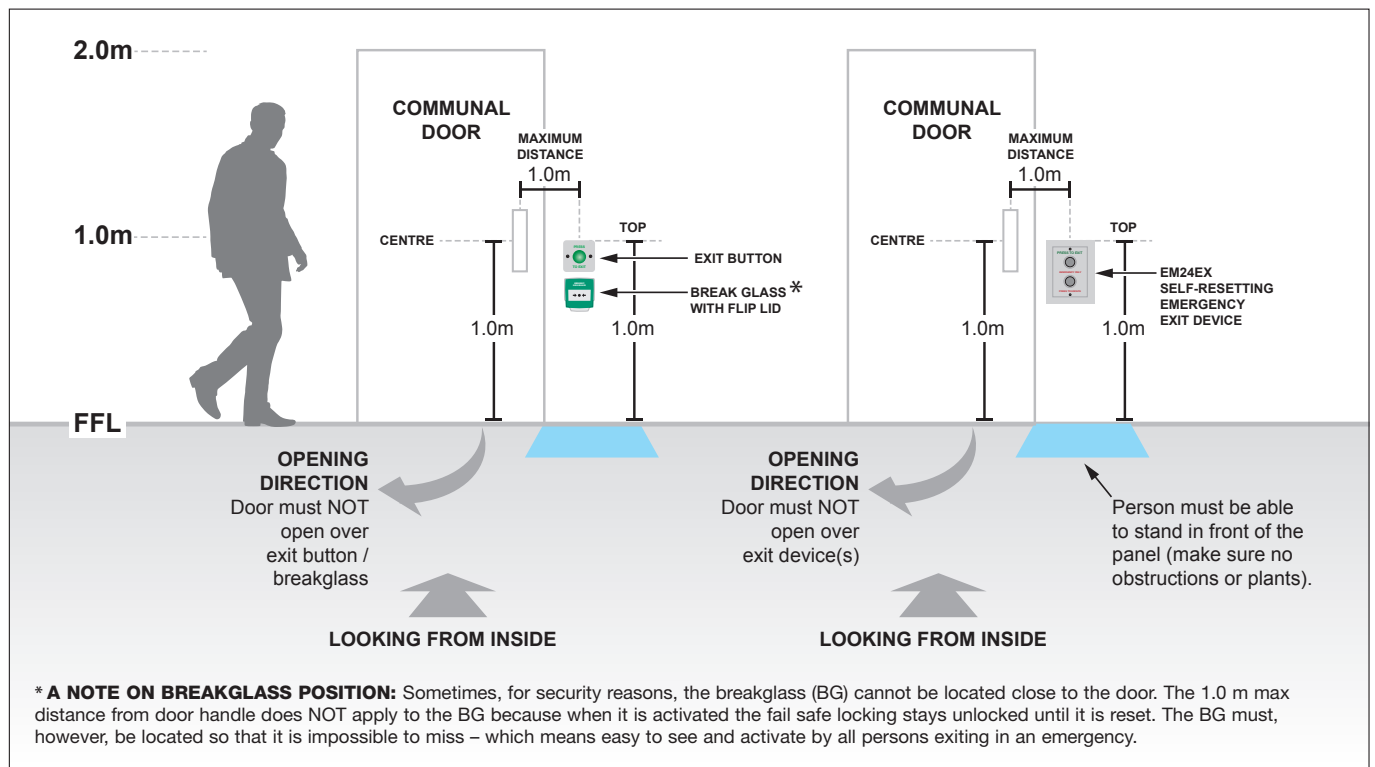 2.0m
1.0m
FFL
COMMUNAL
DOOR
MAXIMUM
DISTANCE
1.0m
CENTRE
TOP
PRESS
TO EXIT
EXIT BUTTON
BREAK GLASS *
WITH FLIP LID
1.0m
1.0m
OPENING
DIRECTION
Door must NOT
open over
exit button /
breakglass
LOOKING FROM INSIDE
COMMUNAL
DOOR
MAXIMUM
DISTANCE
1.0m
CENTRE
TOP
PRESS TO EXIT
EM24EX
SELF-RESETTING
EMERGENCY
EXIT DEVICE
1.0m
1.0m
OPENING
DIRECTION
Door must NOT
open over
exit device(s)
Person must be able
to stand in front of the
panel (make sure no
obstructions or plants).
LOOKING FROM INSIDE
* A NOTE ON BREAKGLASS POSITION: Sometimes, for security reasons, the breakglass (BG) cannot be located close to the door. The 1.0 m max
distance from door handle does NOT apply to the BG because when it is activated the fail safe locking stays unlocked until it is reset. The BG must,
however, be located so that it is impossible to miss – which means easy to see and activate by all persons exiting in an emergency.